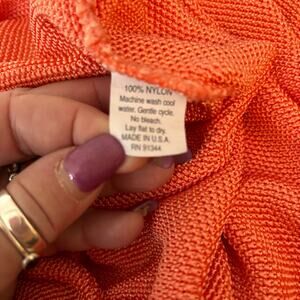 100% NYLON
Machine wash cool
water. Gentle cycle.
No bleach.
Lay flat to dry.
MADE IN U.S.A.
RN 91344